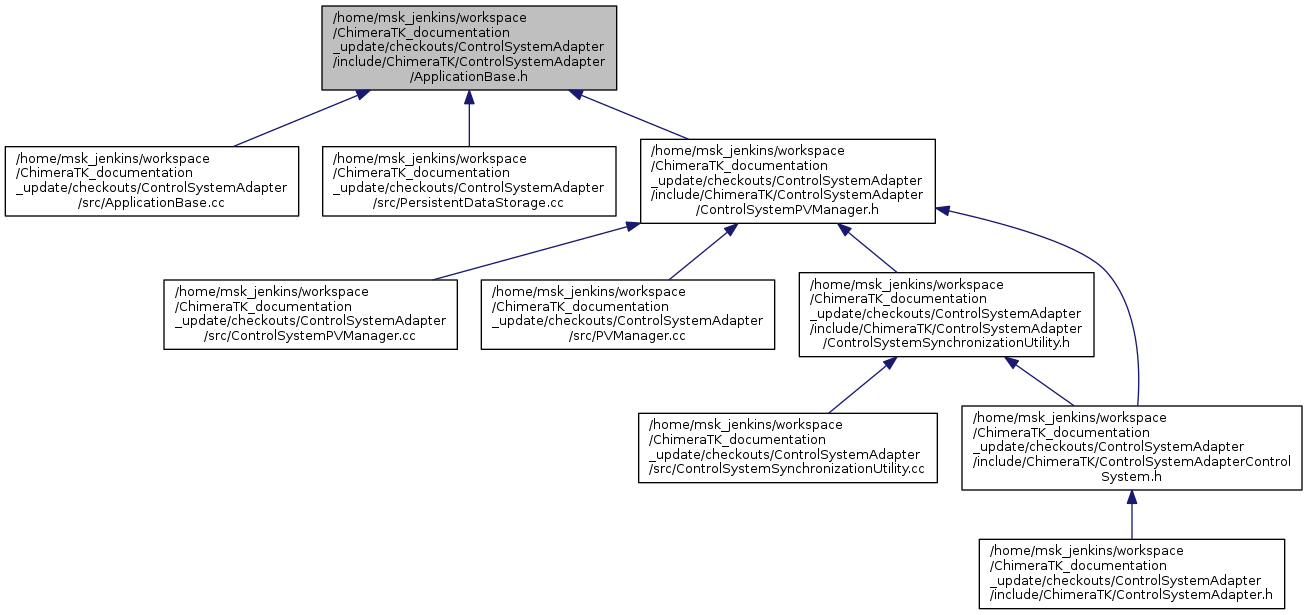 /home/msk_jenkins/workspace
/ChimeraTK_documentation
_update/checkouts/ControlSystemAdapter
/include/ChimeraTK/ControlSystemAdapter
/ApplicationBase.h
/home/msk_jenkins/workspace
/ChimeraTK_documentation
_update/checkouts/ControlSystemAdapter
/src/ApplicationBase.cc
/home/msk_jenkins/workspace
/ChimeraTK_documentation
_update/checkouts/ControlSystemAdapter
/src/PersistentDataStorage.cc
/home/msk_jenkins/workspace
/ChimeraTK_documentation
_update/checkouts/ControlSystemAdapter
/include/ChimeraTK/ControlSystemAdapter
/ControlSystemPVManager.h
/home/msk_jenkins/workspace
/ChimeraTK_documentation
_update/checkouts/ControlSystemAdapter
/src/ControlSystemPVManager.cc
/home/msk_jenkins/workspace
/ChimeraTK_documentation
_update/checkouts/ControlSystemAdapter
/src/PVManager.cc
/home/msk_jenkins/workspace
/ChimeraTK_documentation
_update/checkouts/ControlSystemAdapter
/include/ChimeraTK/ControlSystemAdapter
/ControlSystemSynchronizationUtility.h
/home/msk_jenkins/workspace
/ChimeraTK_documentation
_update/checkouts/ControlSystemAdapter
/src/ControlSystemSynchronizationUtility.cc
/home/msk_jenkins/workspace
/ChimeraTK_documentation
_update/checkouts/ControlSystemAdapter
/include/ChimeraTK/ControlSystemAdapterControl
System.h
/home/msk_jenkins/workspace
/ChimeraTK_documentation
_update/checkouts/ControlSystemAdapter
/include/ChimeraTK/ControlSystemAdapter.h